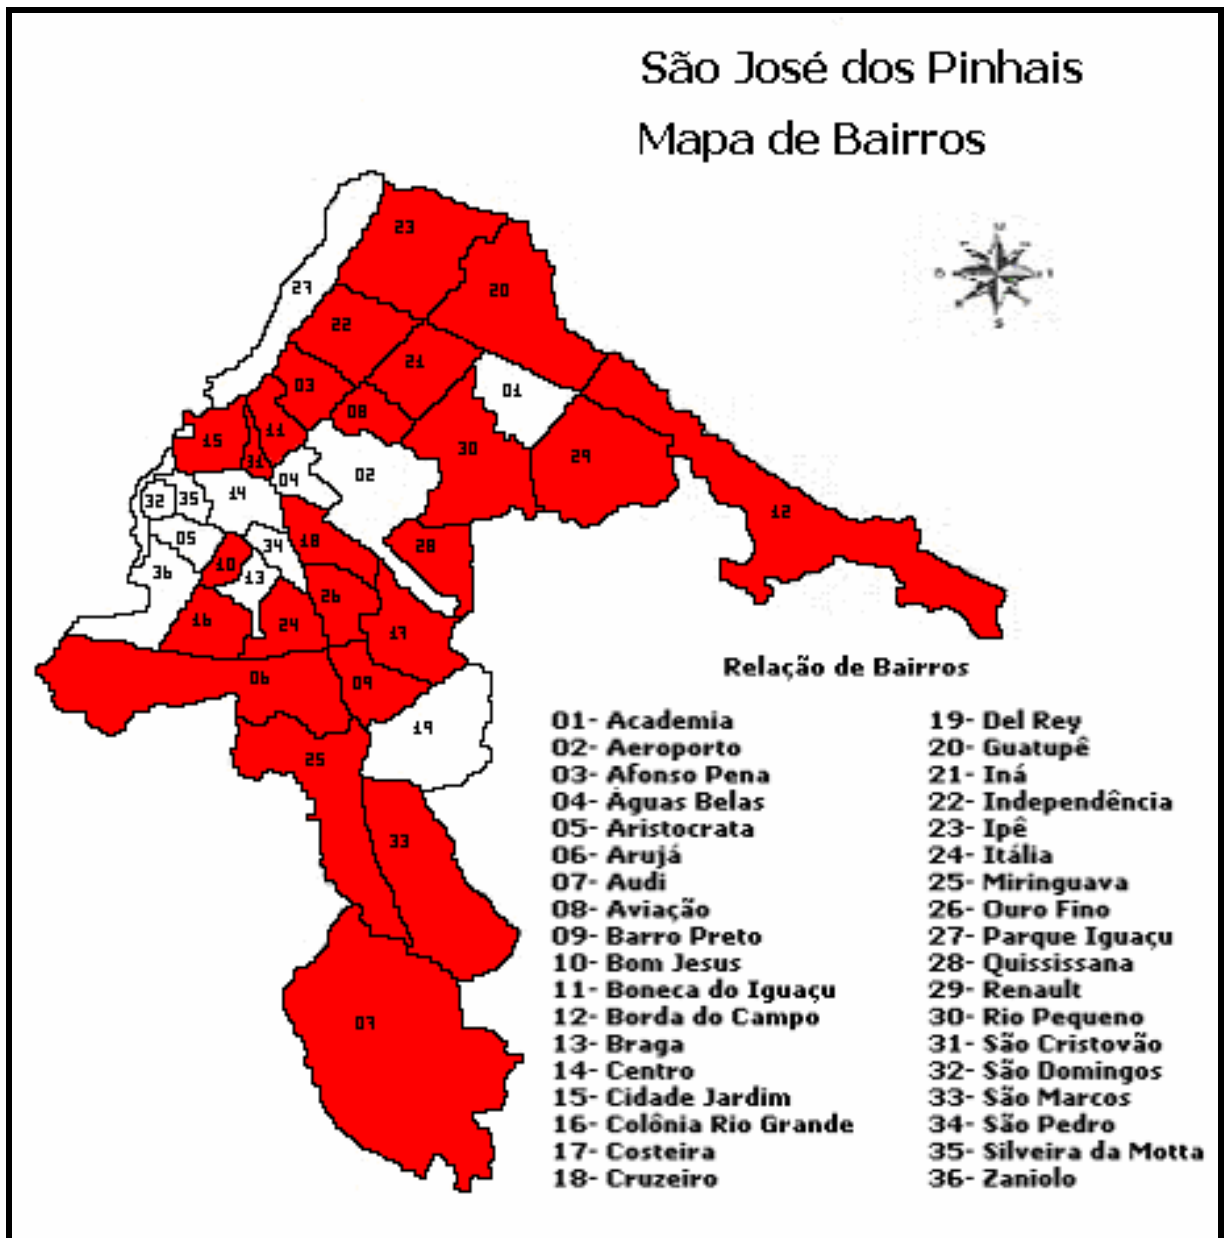 São José dos Pinhais
Mapa de Bairros
23
27
20
22
21
03
01
08
11
15
30
31
29
02
04
14
32
35
12
05
18
34
28
10
36
13
26
16
24
17
06
09
19
25
33
07
S
Relação de Bairros
01- Academia
02- Aeroporto
03- Afonso Pena
04- Águas Belas
05- Aristocrata
06- Arujá
07- Audi
08- Aviação
09- Barro Preto
10- Bom Jesus
11- Boneca do Iguaçu
12- Borda do Campo
13- Braga
14- Centro
15- Cidade Jardim
16- Colônia Rio Grande
17- Costeira
18- Cruzeiro
19- Del Rey
20- Guatupê
21- Iná
22- Independência
23- Ipê
24- Itália
25- Miringuava
26- Ouro Fino
27- Parque Iguaçu
28- Quississana
29- Renault
30- Rio Pequeno
31- São Cristovão
32- São Domingos
33- São Marcos
34- São Pedro
35- Silveira da Motta
36- Zaniolo